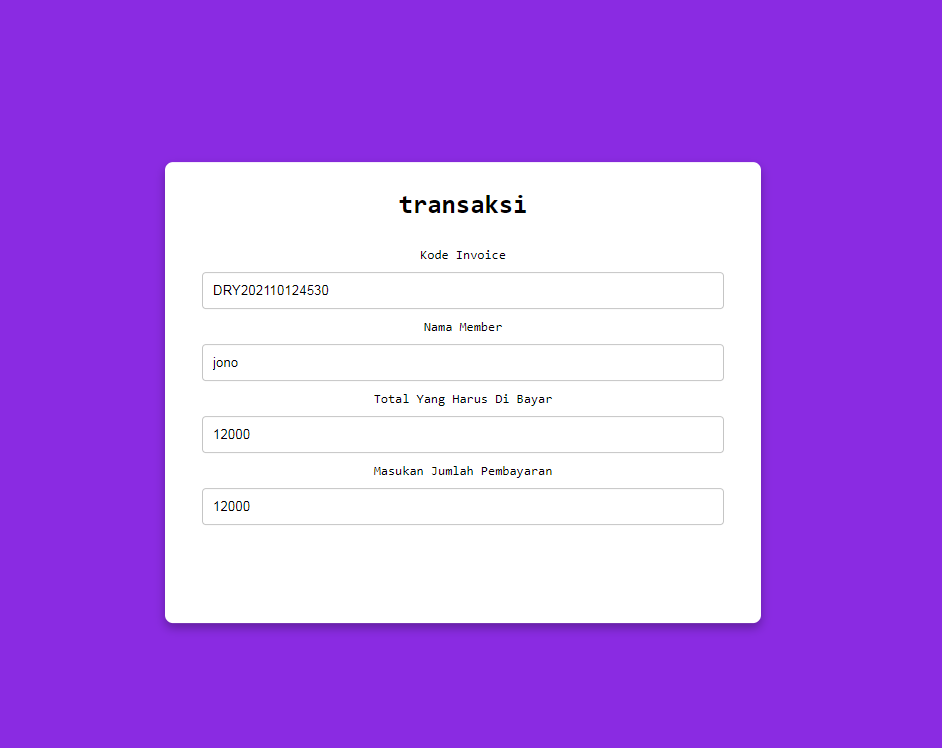 transaksi
Kode Invoice
DRY202110124530
Nama Member
jono
Total Yang Harus Di Bayar
12000
Masukan Jumlah Pembayaran
12000